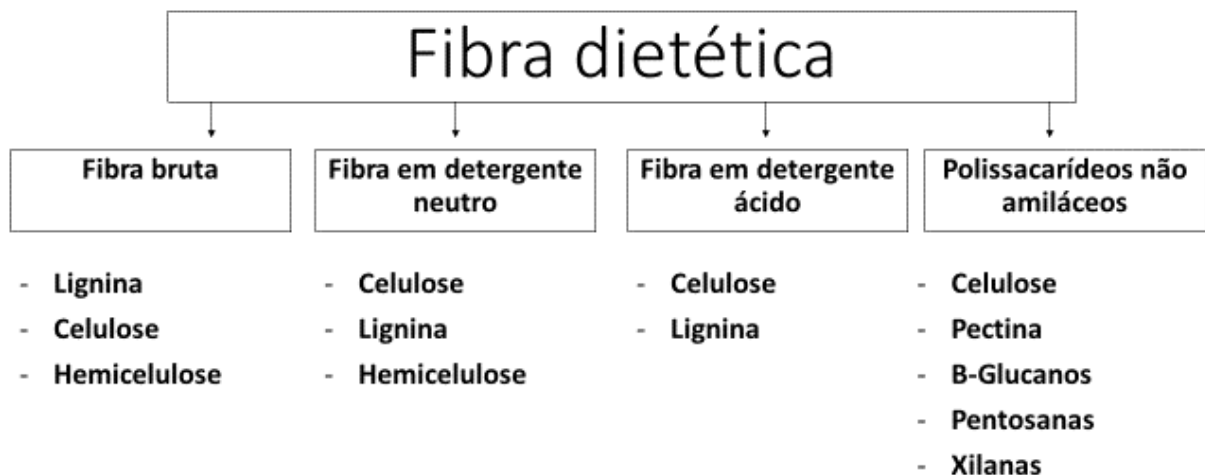 Fibra dietética
Fibra bruta
Fibra em detergente
neutro
Fibra em detergente
ácido
Polissacarídeos não
amiláceos
- Lignina
- Celulose
- Hemicelulose
- Celulose
- Lignina
- Hemicelulose
- Celulose
- Lignina
- Celulose
- Pectina
- B-Glucanos
- Pentosanas
- Xilanas